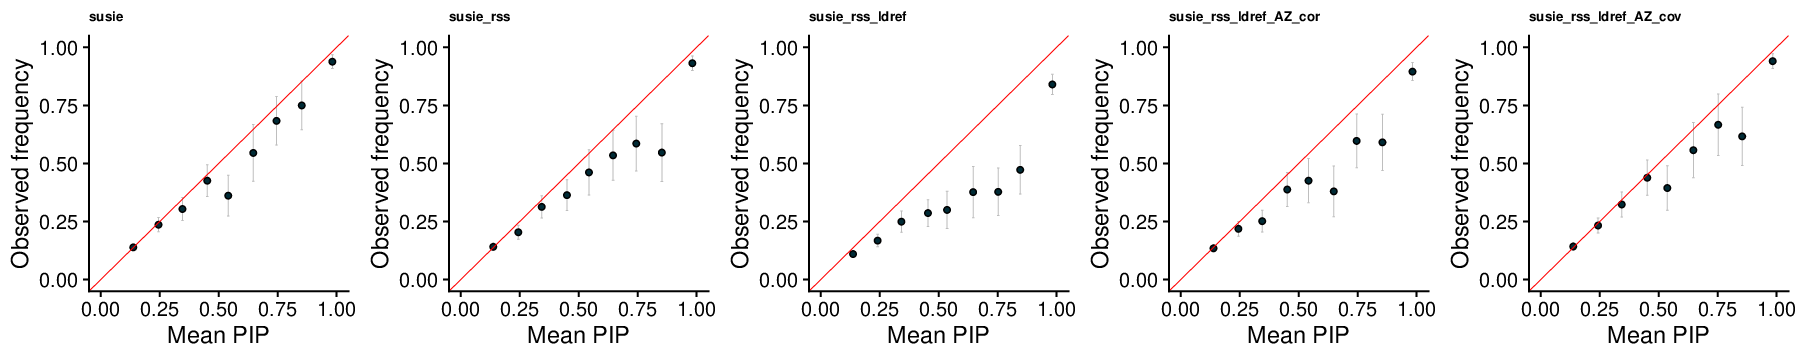 susie
1.00
0.75
0.50
0.25
0.00
Observed frequency
0.00 0.25 0.50 0.75 1.00
Mean PIP
susie_rss
1.00
0.75
0.50
0.25
0.00
Observed frequency
0.00 0.25 0.50 0.75 1.00
Mean PIP
susie_rss_ldref
1.00
0.75
0.50
0.25
0.00
Observed frequency
0.00 0.25 0.50 0.75 1.00
Mean PIP
susie_rss_ldref_AZ_cor
1.00
0.75
0.50
0.25
0.00
Observed frequency
0.00 0.25 0.50 0.75 1.00
Mean PIP
susie_rss_ldref_AZ_cov
1.00
0.75
0.50
0.25
0.00
Observed frequency
0.00 0.25 0.50 0.75 1.00
Mean PIP